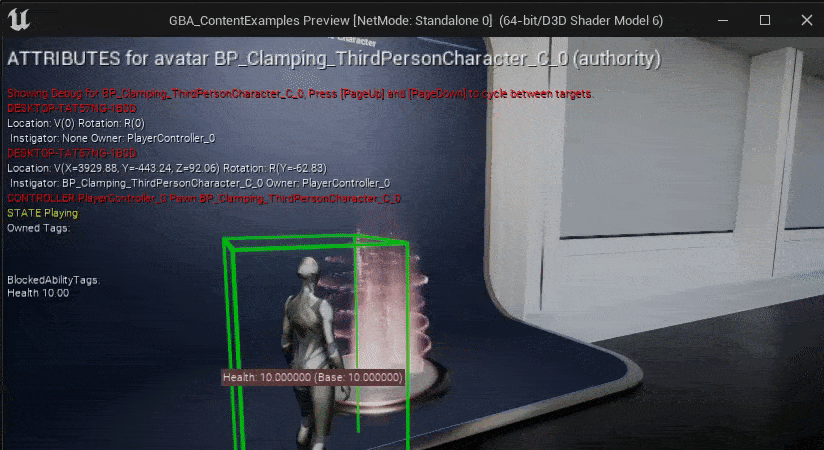 GBA_ContentExamples Preview [NetMode: Standalone 0] (64-bit/D3D Shader Model 6)
Character
ATTRIBUTES for avatar BP_Clamping_ThirdPersonCharacter_C_0 (authority)
Showing Debug for BP_Clamping_ThirdPersonCharacter_C_0, Press [PageUp] and [PageDown] to cycle between targets.
Location: V(0) Rotation: R(0)
Instigator: None Owner: PlayerController_0
Location: V(X=3929.88, Y=-443.24, Z=92.06) Rotation: R(Y=-62.83)
Instigator: BP_Clamping_ThirdPersonCharacter_C_0 Owner: PlayerController_0
CONTROLLER PlayerController_0 Pawn BP_Clamping_ThirdPersonCharacter_C_0
STATE Playing
Owned Tags:
BlockedAbilityTags:
Health 10.00
Health: 10.000000 (Base: 10.000000)